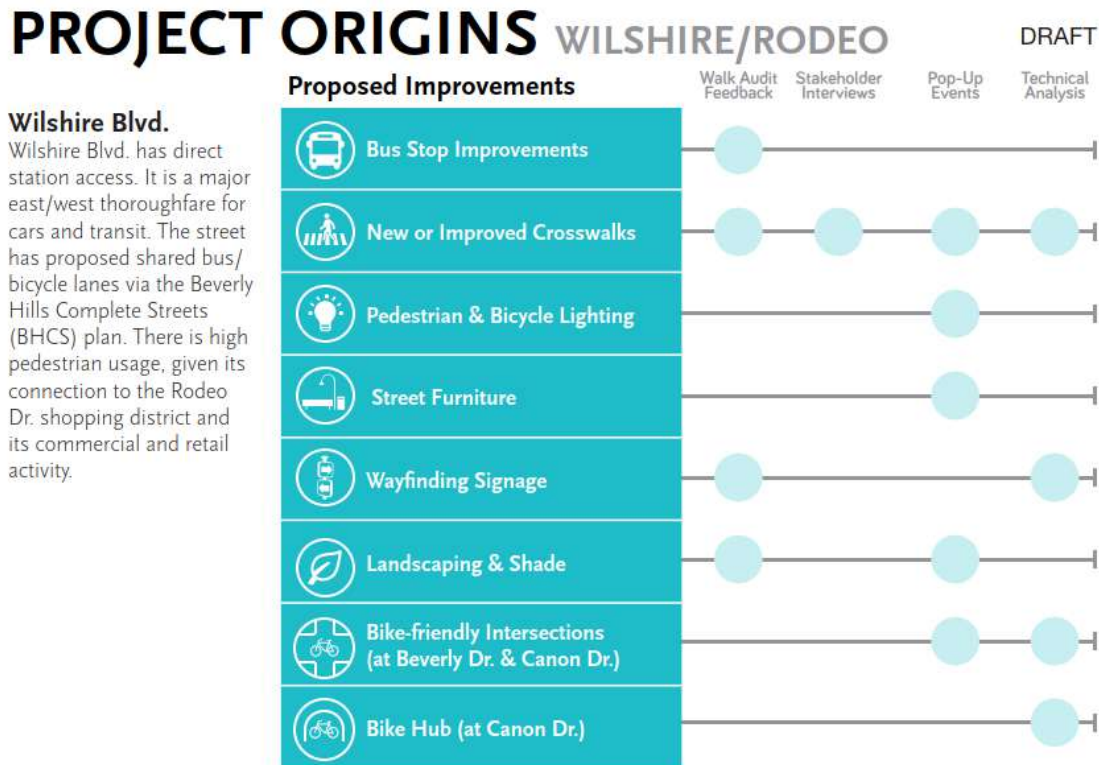 PROJECT ORIGINS WILSHIRE/RODEO
DRAFT
Proposed Improvements
Walk Audit
Feedback
Stakeholder
Interviews
Pop-Up
Events
Technical
Analysis
Wilshire Blvd.
Wilshire Blvd. has direct
station access. It is a major
east/west thoroughfare for
cars and transit. The street
has proposed shared bus/
bicycle lanes via the Beverly
Hills Complete Streets
(BHCS) plan. There is high
pedestrian usage, given its
connection to the Rodeo
Dr. shopping district and
its commercial and retail
activity.
Bus Stop Improvements
New or Improved Crosswalks
Pedestrian & Bicycle Lighting
Street Furniture
Wayfinding Signage
Landscaping & Shade
Bike-friendly Intersections
(at Beverly Dr. & Canon Dr.)
Bike Hub (at Canon Dr.)